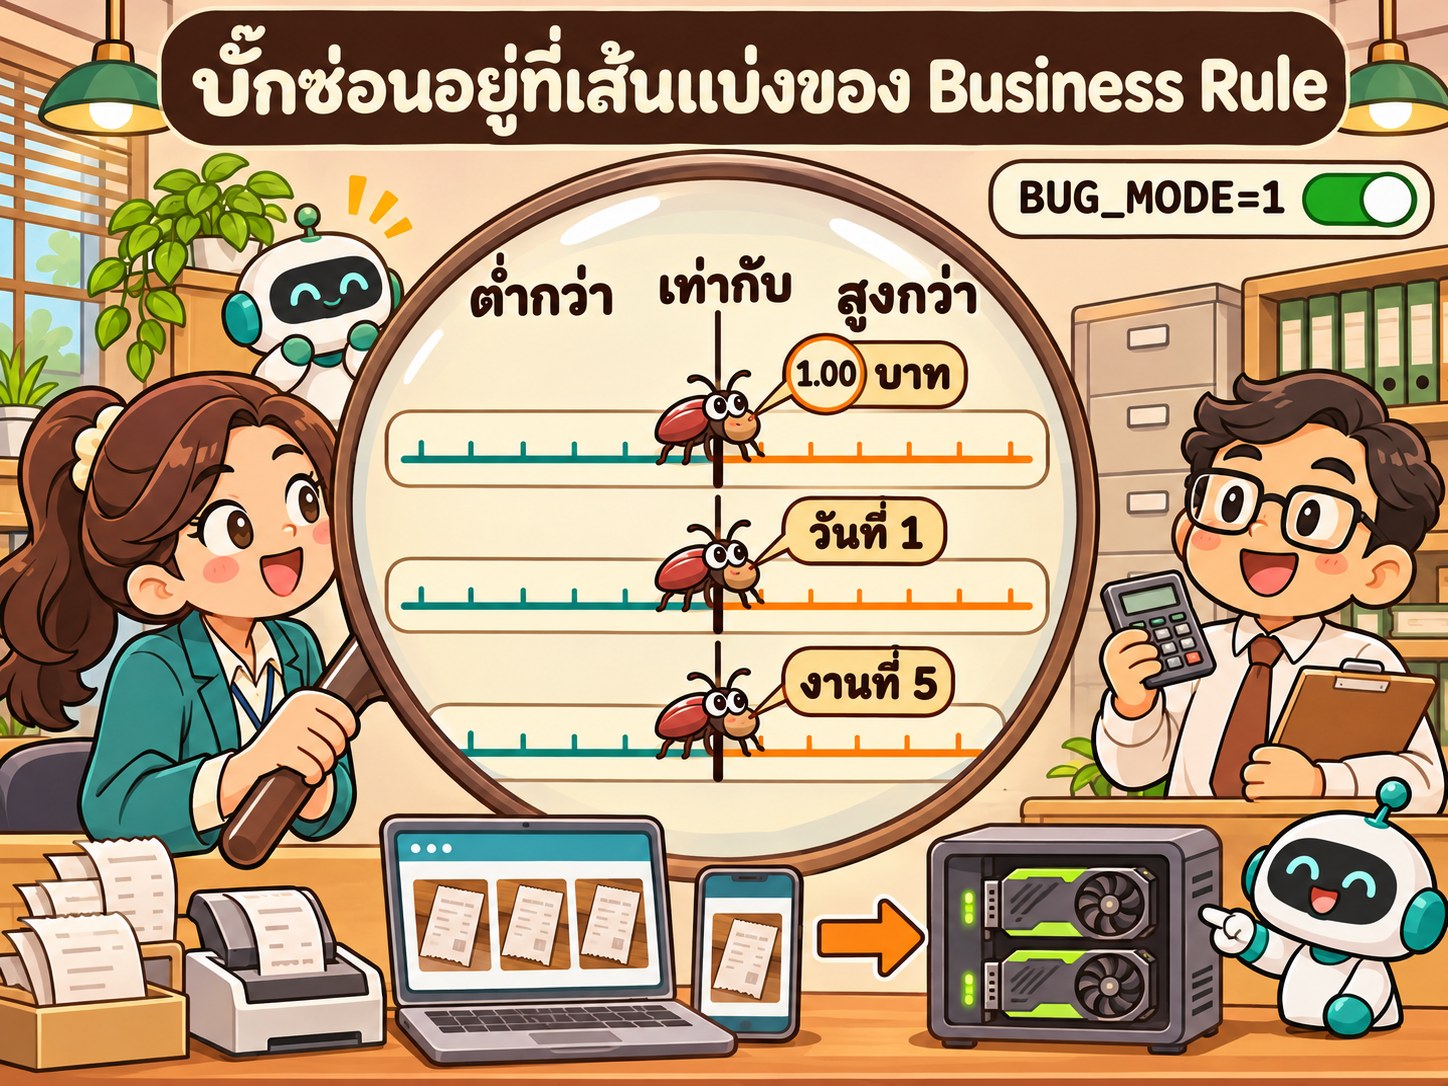 บั๊กซ่อนอยู่ที่เส้นแบ่งของ Business Rule
BUG_MODE=1
ต่ำกว่า เท่ากับ สูงกว่า
1.00 บาท
วันที่ 1
งานที่ 5